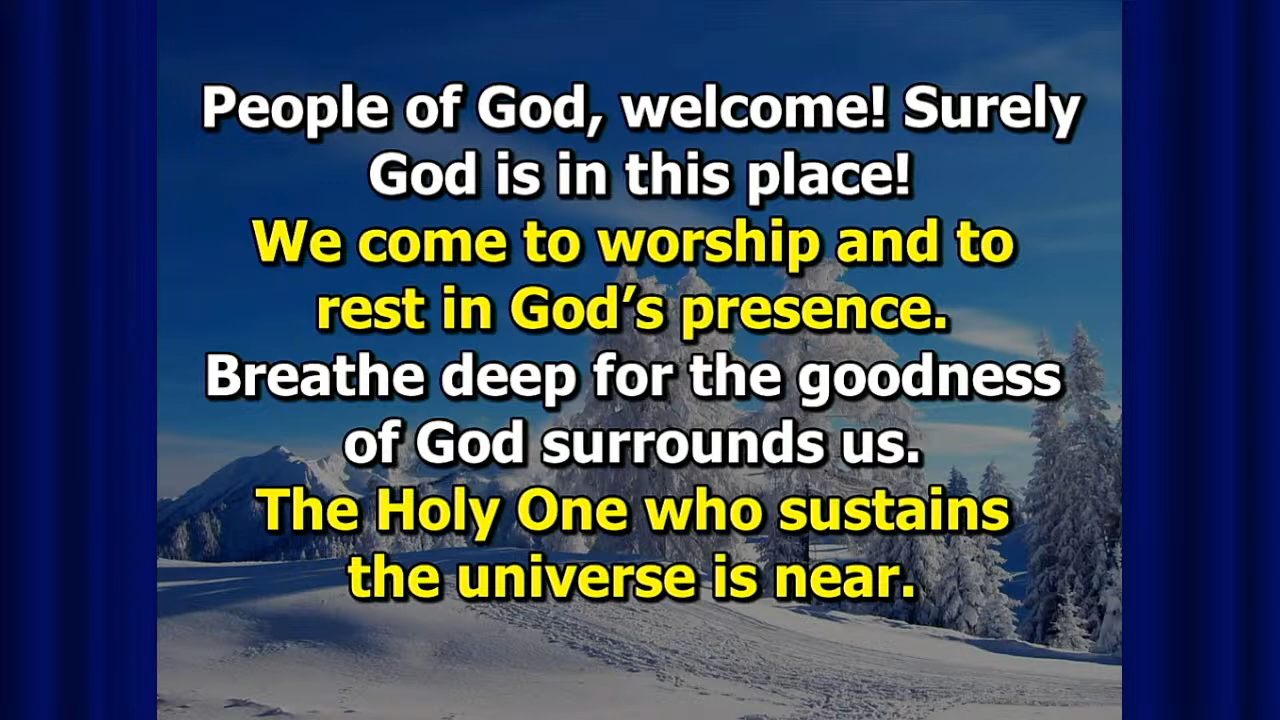 People of God, welcome! Surely
God is in this place!
We come to worship and to
rest in God’s presence.
Breathe deep for the goodness
of God surrounds us.
The Holy One who sustains
the universe is near.